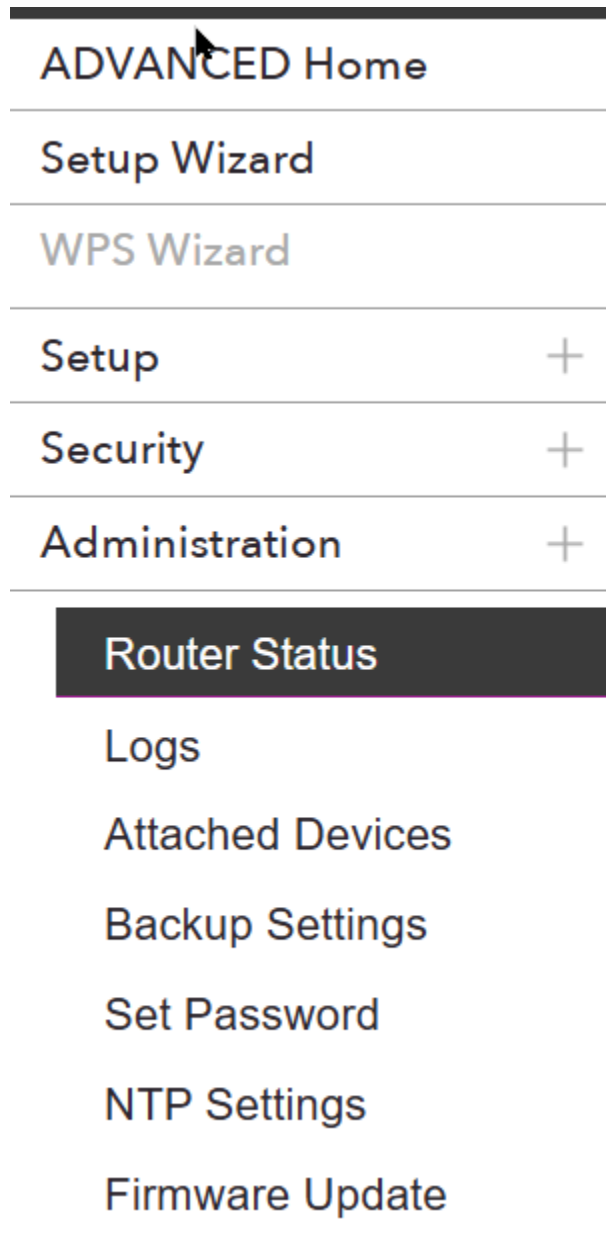 ADVANCED Home
Setup Wizard
WPS Wizard
Setup
Security
Administration
Router Status
Logs
Attached Devices
Backup Settings
Set Password
NTP Settings
Firmware Update